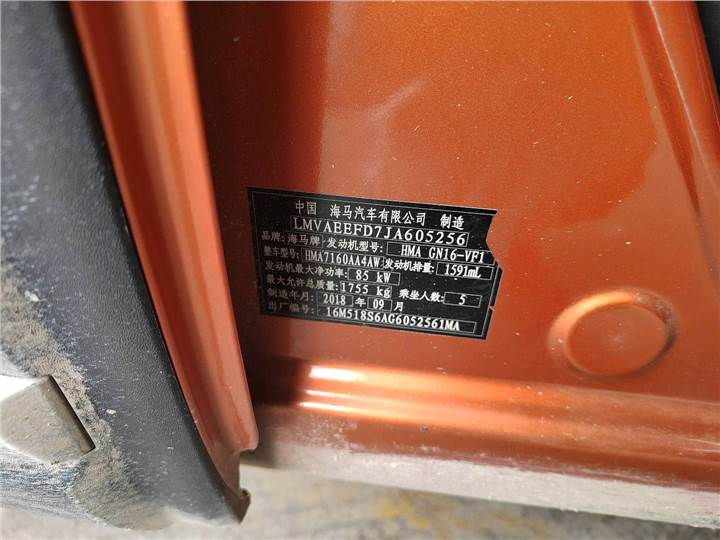 中国 海马汽车有限公司 制造
LMVAEEFD7JA605256
品牌:海马牌 发动机型号: HMA GN16-VF1
整车型号: HMA7160AA4AW 发动机排量: 1591mL
发动机最大净功率: 85 kW
最大允许总质量: 1755 kg 乘坐人数: 5
制造年月: 2018 年 09 月
出厂编号: 16M518S6AG6052561MA